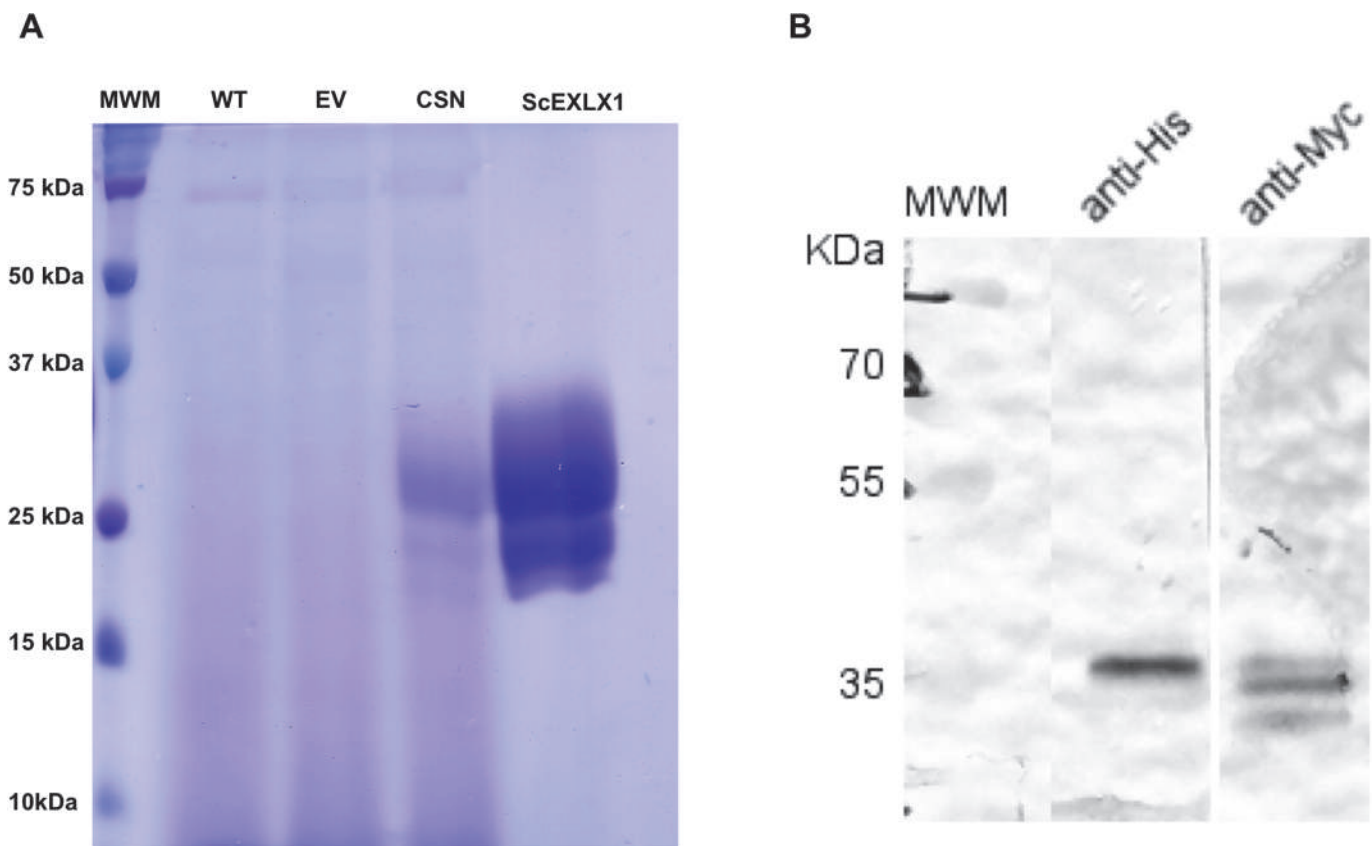 A
MWM WT EV CSN ScEXLX1
75 kDa
50 kDa
37 kDa
25 kDa
15 kDa
10kDa
B
MWM anti-His anti-Myc
KDa
70
55
35